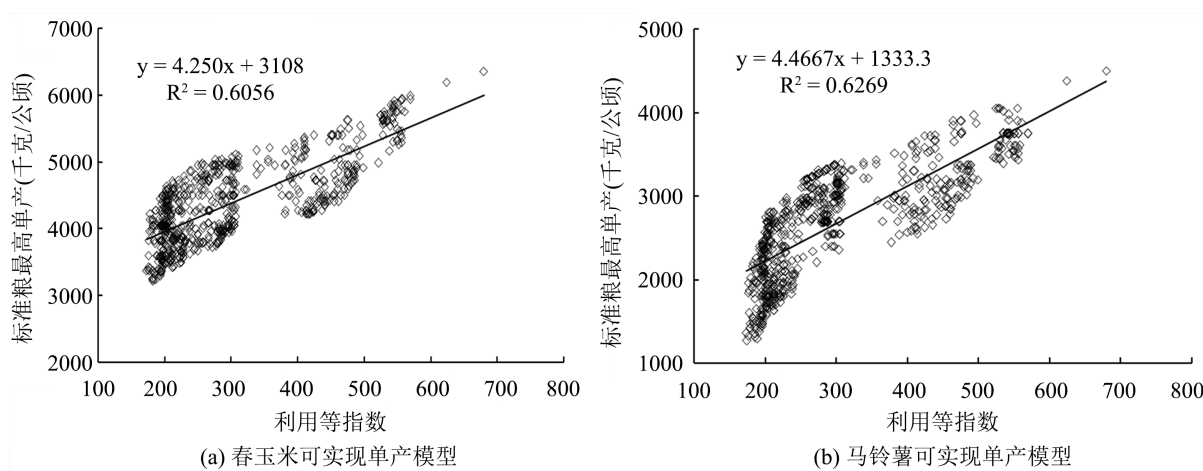 7000
6000
5000
4000
3000
2000
100 200 300 400 500 600 700 800
y = 4.250x + 3108
R² = 0.6056
标准粮最高单产(千克/公顷)
利用等指数
(a) 春玉米可实现单产模型
5000
4000
3000
2000
1000
100 200 300 400 500 600 700 800
y = 4.4667x + 1333.3
R² = 0.6269
标准粮最高单产(千克/公顷)
利用等指数
(b) 马铃薯可实现单产模型